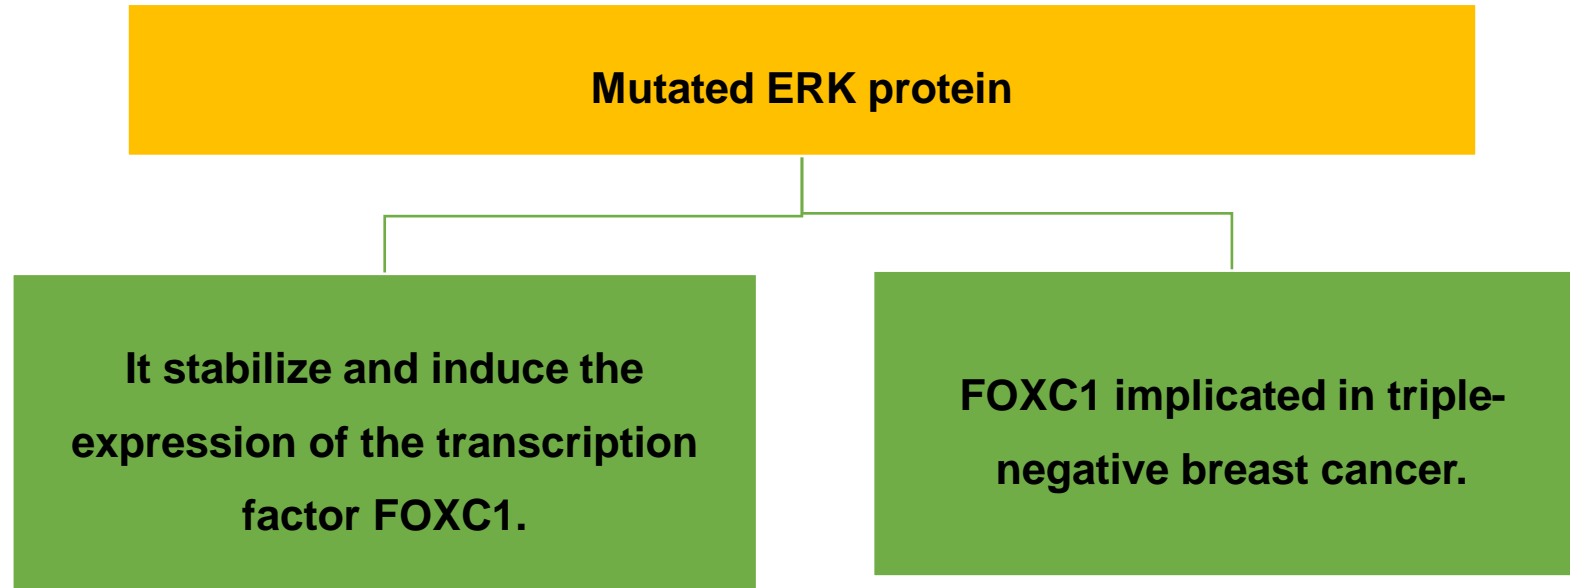 Mutated ERK protein
It stabilize and induce the
expression of the transcription
factor FOXC1.
FOXC1 implicated in triple-
negative breast cancer.